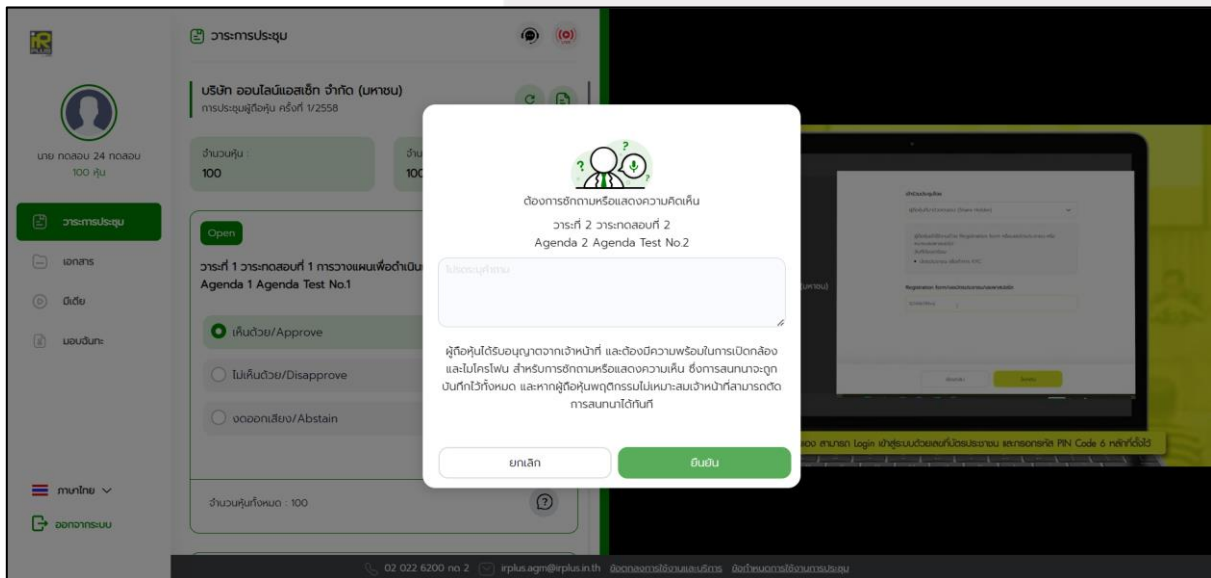 iR
PLUS
นาย ทดสอบ 24 ทดสอบ
100 หุ้น
วาระการประชุม
เอกสาร
มีเดีย
มอบฉันทะ
ภาษาไทย
ออกจากระบบ
วาระการประชุม
LIVE
บริษัท ออนไลน์แอสเซ็ท จำกัด (มหาชน)
การประชุมผู้ถือหุ้น ครั้งที่ 1/2558
จำนวนหุ้น :
100
จำน
100
Open
วาระที่ 1 วาระทดสอบที่ 1 การวางแผนเพื่อดำเนิน
Agenda 1 Agenda Test No.1
เห็นด้วย/Approve
ไม่เห็นด้วย/Disapprove
งดออกเสียง/Abstain
จำนวนหุ้นทั้งหมด : 100
ต้องการซักถามหรือแสดงความคิดเห็น
วาระที่ 2 วาระทดสอบที่ 2
Agenda 2 Agenda Test No.2
โปรดระบุคำถาม
ผู้ถือหุ้นได้รับอนุญาตจากเจ้าหน้าที่ และต้องมีความพร้อมในการเปิดกล้อง
และไมโครโฟน สำหรับการซักถามหรือแสดงความเห็น ซึ่งการสนทนาจะถูก
บันทึกไว้ทั้งหมด และหากผู้ถือหุ้นพฤติกรรมไม่เหมาะสมเจ้าหน้าที่สามารถตัด
การสนทนาได้ทันที
ยกเลิก
ยืนยัน
(มหาชน)
เข้าร่วมประชุมโดย
(Share Holder)
สามารถ Login เข้าสู่ระบบด้วยเลขที่บัตรประชาชน และกรอกรหัส PIN Code 6 หลักที่ตั้งไว้
02 022 6200 กด 2 irplus.agm@irplus.in.th ข้อตกลงการใช้งานและบริการ ข้อกำหนดการใช้งานการประชุม